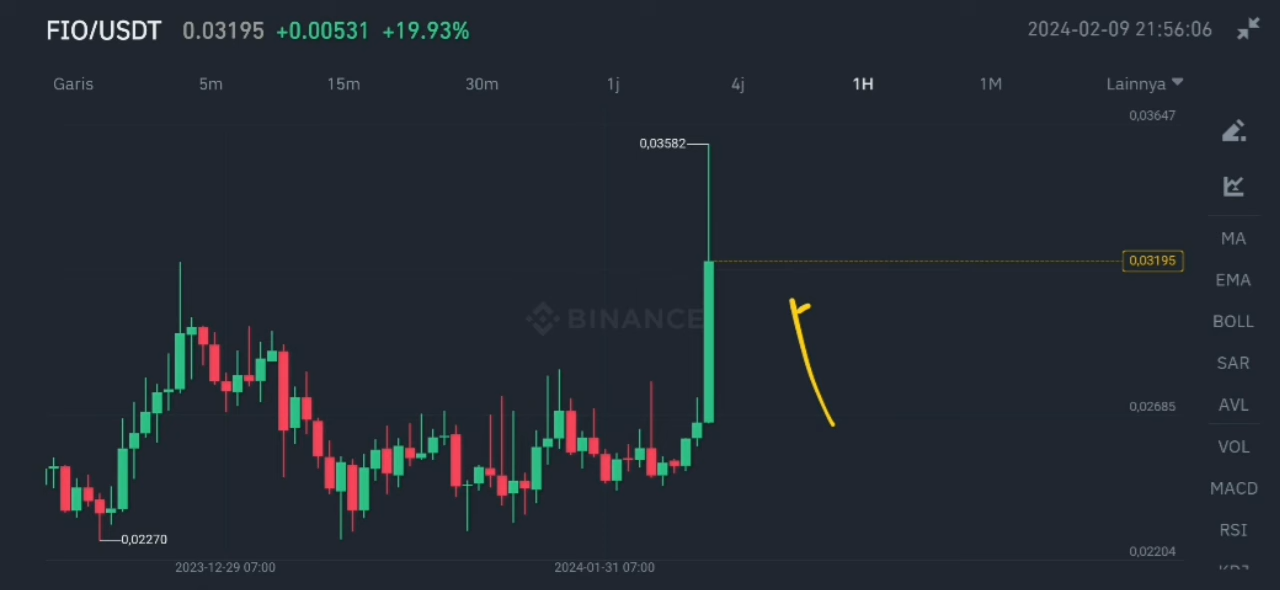 FIO/USDT 0.03195 +0.00531 +19.93% 2024-02-09 21:56:06
Garis 5m 15m 30m 1j 4j 1H 1M Lainnya
0,03647
0,03582
MA
0,03195
EMA
BINANCE
BOLL
SAR
0,02685 AVL
VOL
MACD
RSI
0,02270
0,02204
2023-12-29 07:00 2024-01-31 07:00